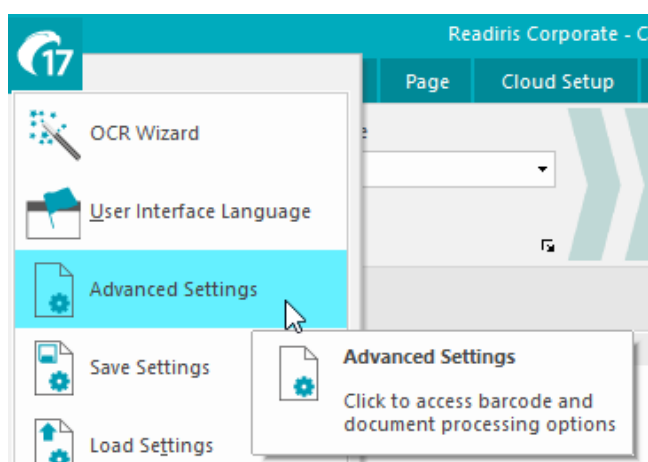 Readiris Corporate - C
17
Page Cloud Setup
OCR Wizard
User Interface Language
Advanced Settings
Save Settings
Load Settings
Advanced Settings
Click to access barcode and
document processing options